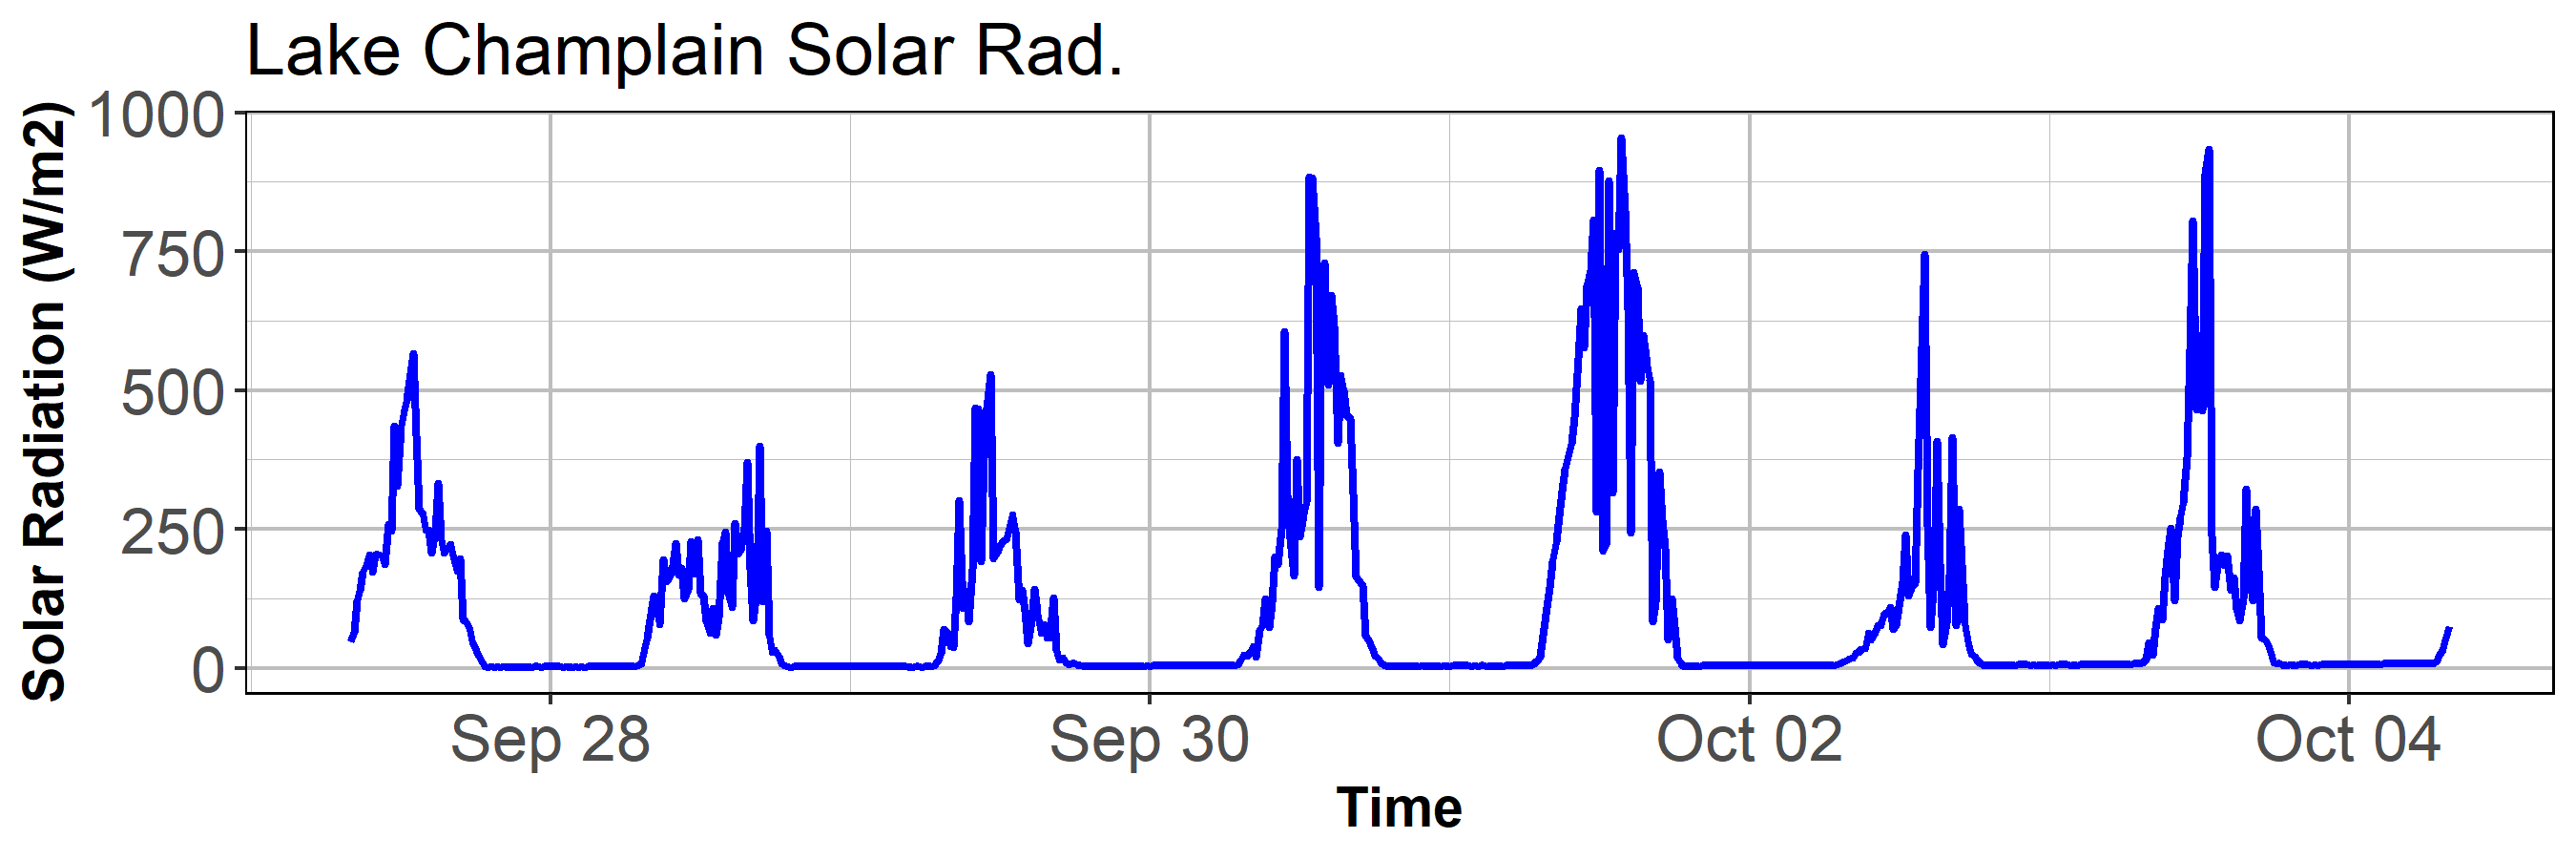 Lake Champlain Solar Rad.
Solar Radiation (W/m2)
1000
750
500
250
0
Sep 28
Sep 30
Oct 02
Oct 04
Time